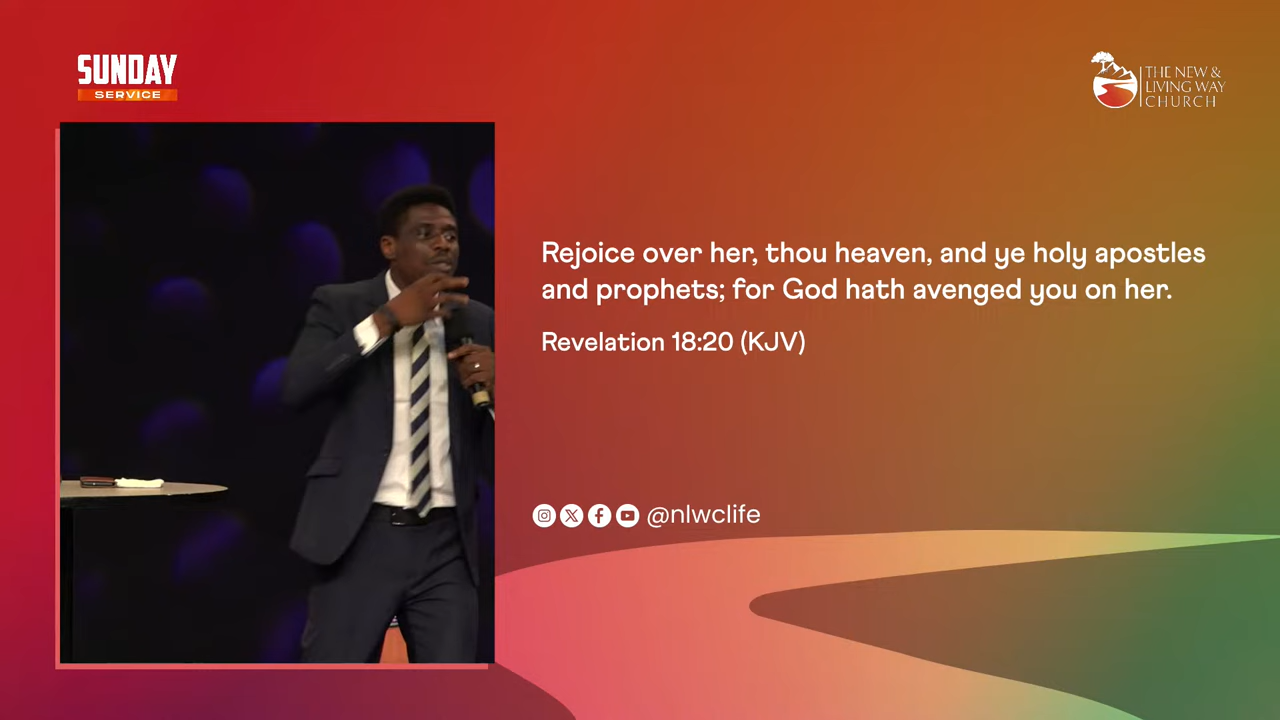 SUNDAY
SERVICE
THE NEW &
LIVING WAY
CHURCH
Rejoice over her, thou heaven, and ye holy apostles
and prophets; for God hath avenged you on her.
Revelation 18:20 (KJV)
@nlwclife